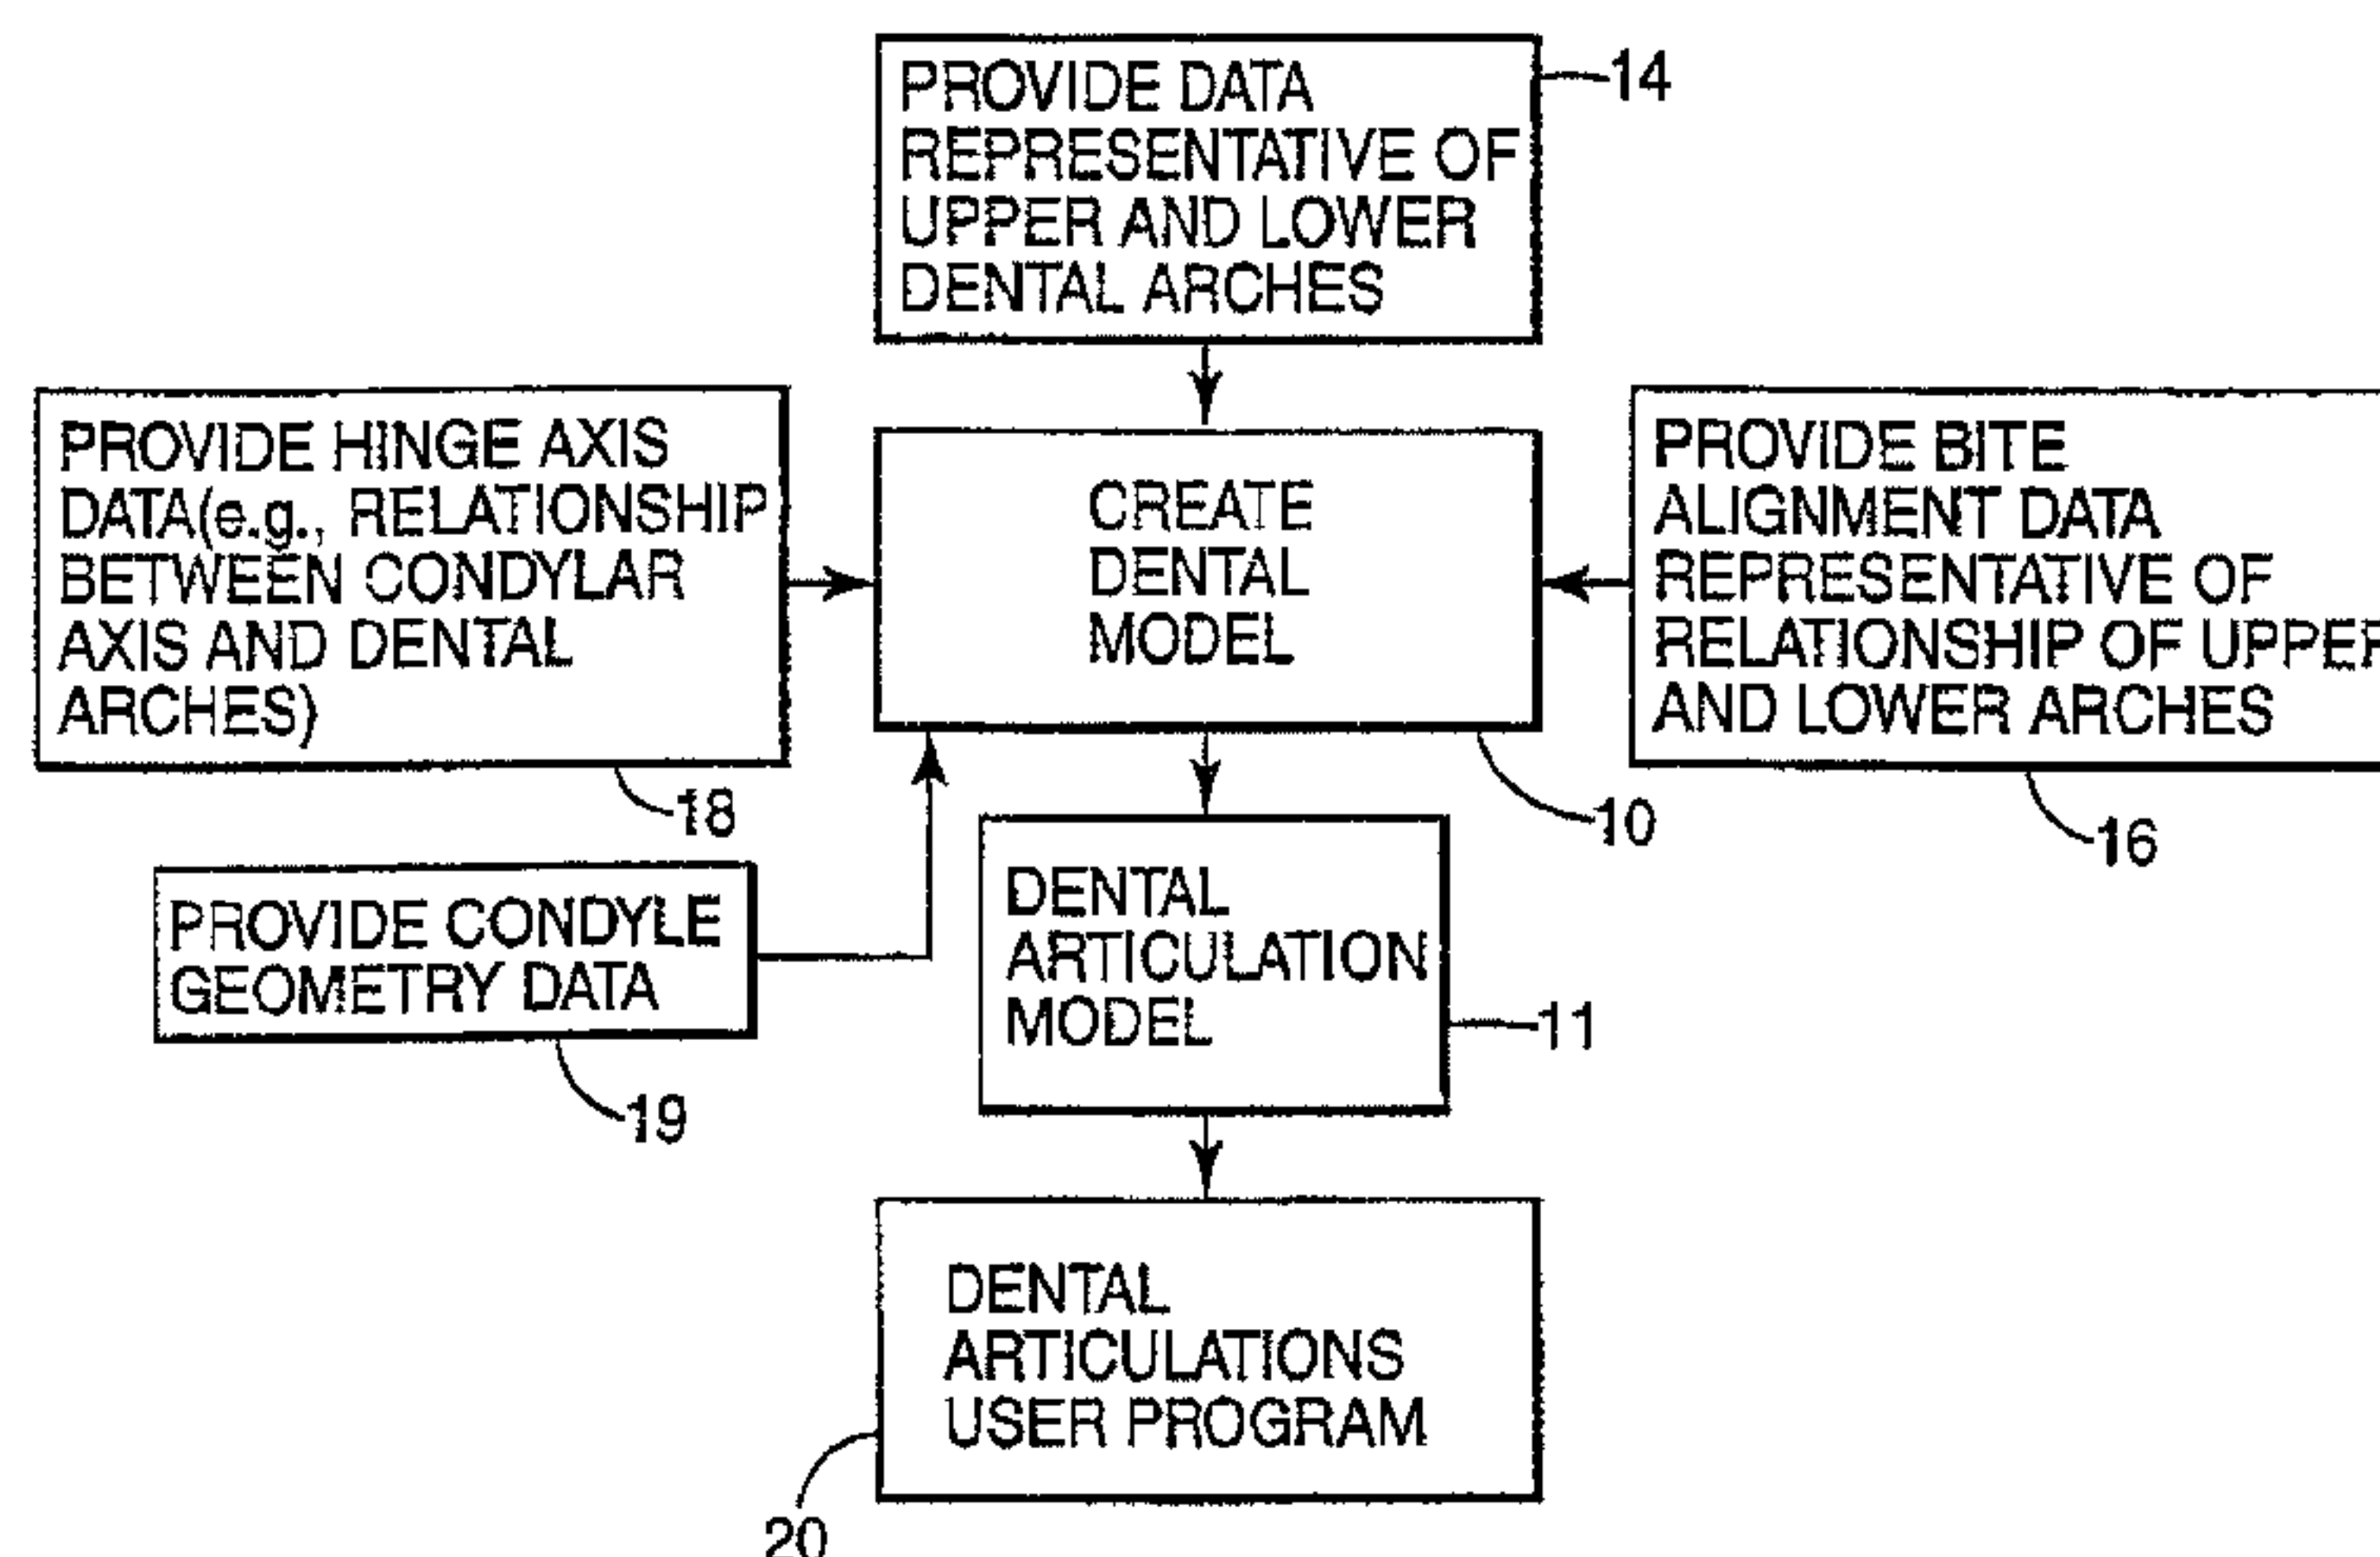 PROVIDE DATA
REPRESENTATIVE OF
UPPER AND LOWER
DENTAL ARCHES
14
PROVIDE HINGE AXIS
DATA(e.g., RELATIONSHIP
BETWEEN CONDYLAR
AXIS AND DENTAL
ARCHES)
18
CREATE
DENTAL
MODEL
10
PROVIDE BITE
ALIGNMENT DATA
REPRESENTATIVE OF
RELATIONSHIP OF UPPER
AND LOWER ARCHES
16
PROVIDE CONDYLE
GEOMETRY DATA
19
DENTAL
ARTICULATION
MODEL
11
DENTAL
ARTICULATIONS
USER PROGRAM
20